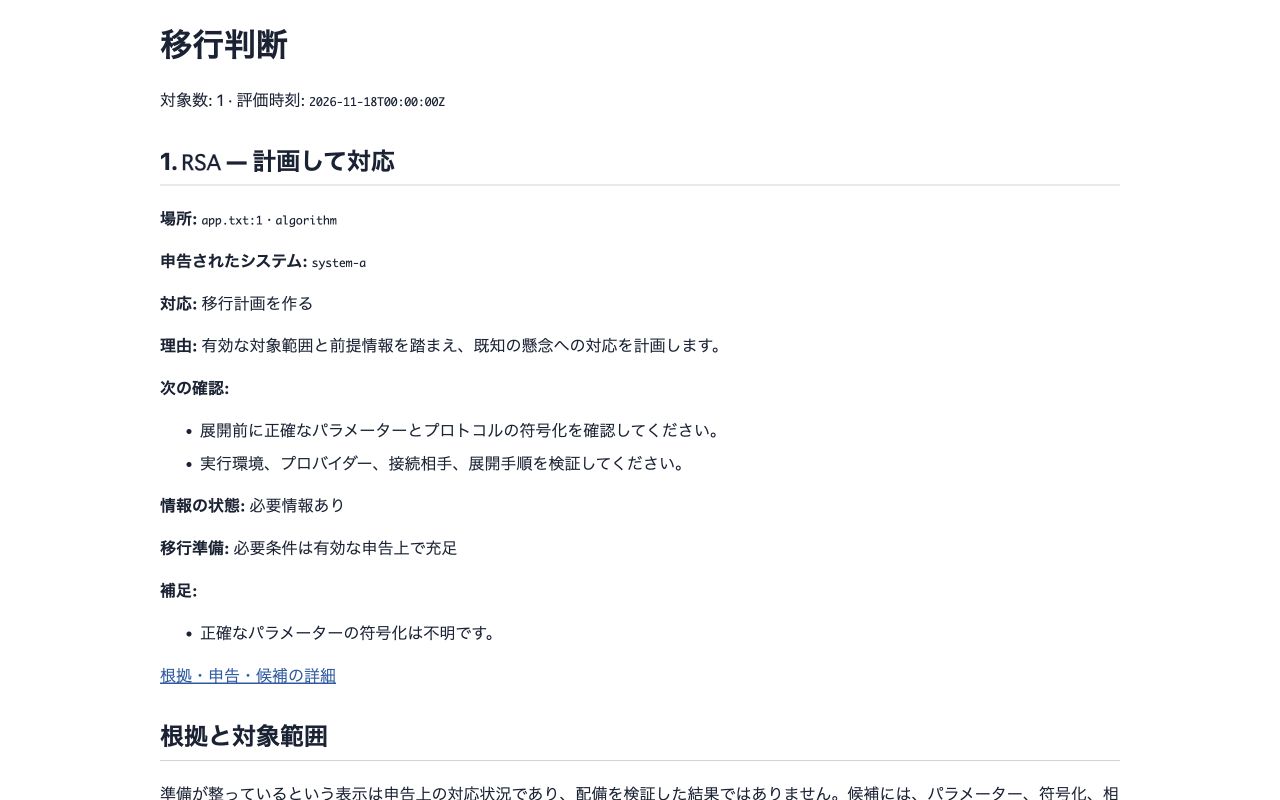 移行判断
対象数: 1 · 評価時刻: 2026-11-18T00:00:00Z
1. RSA — 計画して対応
場所: app.txt:1 · algorithm
申告されたシステム: system-a
対応: 移行計画を作る
理由: 有効な対象範囲と前提情報を踏まえ、既知の懸念への対応を計画します。
次の確認:
• 展開前に正確なパラメーターとプロトコルの符号化を確認してください。
• 実行環境、プロバイダー、接続相手、展開手順を検証してください。
情報の状態: 必要情報あり
移行準備: 必要条件は有効な申告上で充足
補足:
• 正確なパラメーターの符号化は不明です。
根拠・申告・候補の詳細
根拠と対象範囲
準備が整っているという表示は申告上の対応状況であり、配備を検証した結果ではありません。候補には、パラメーター、符号化、相